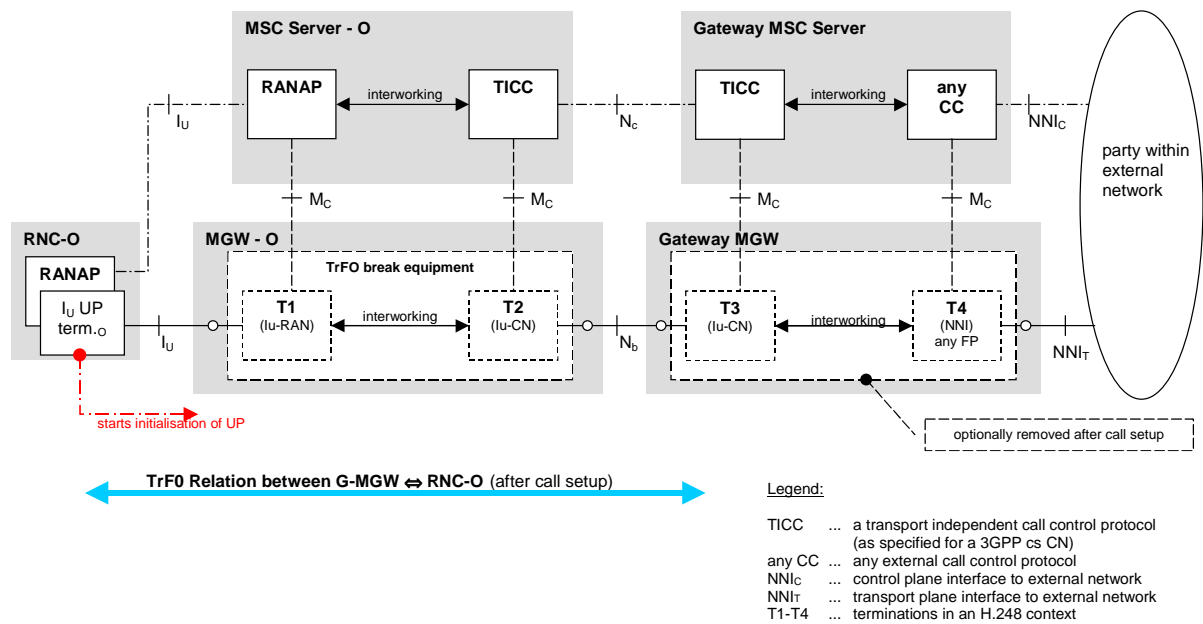 MSC Server - O
Gateway MSC Server
RANAP
interworking
TICC
TICC
interworking
any
CC
IU
Nc
NNIC
party within
external
network
MC
MC
MC
MC
RNC-O
MGW - O
Gateway MGW
RANAP
TrFO break equipment
IU UP
term.O
T1
(Iu-RAN)
interworking
T2
(Iu-CN)
T3
(Iu-CN)
interworking
T4
(NNI)
any FP
IU
Nb
NNIT
starts initialisation of UP
optionally removed after call setup
TrF0 Relation between G-MGW ⇔ RNC-O (after call setup)
Legend:
TICC ... a transport independent call control protocol
(as specified for a 3GPP cs CN)
any CC ... any external call control protocol
NNIC ... control plane interface to external network
NNIT ... transport plane interface to external network
T1-T4 ... terminations in an H.248 context